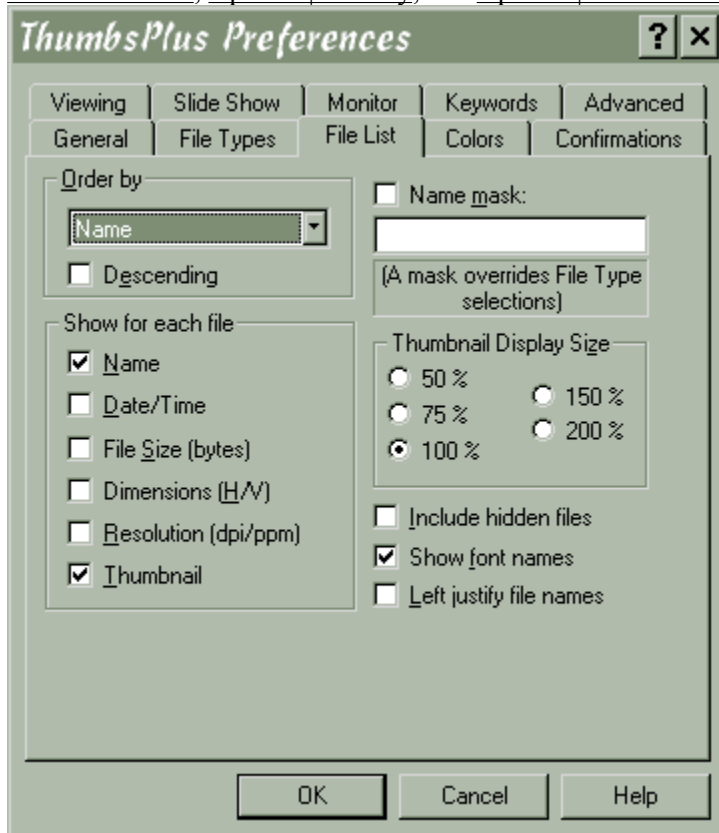 ThumbsPlus Preferences
Viewing Slide Show Monitor Keywords Advanced
General File Types File List Colors Confirmations
Order by
Name
Descending
Show for each file
Name
Date/Time
File Size (bytes)
Dimensions (H/V)
Resolution (dpi/ppm)
Thumbnail
Name mask:
(A mask overrides File Type
selections)
Thumbnail Display Size
50 %
75 %
100 %
150 %
200 %
Include hidden files
Show font names
Left justify file names
OK Cancel Help